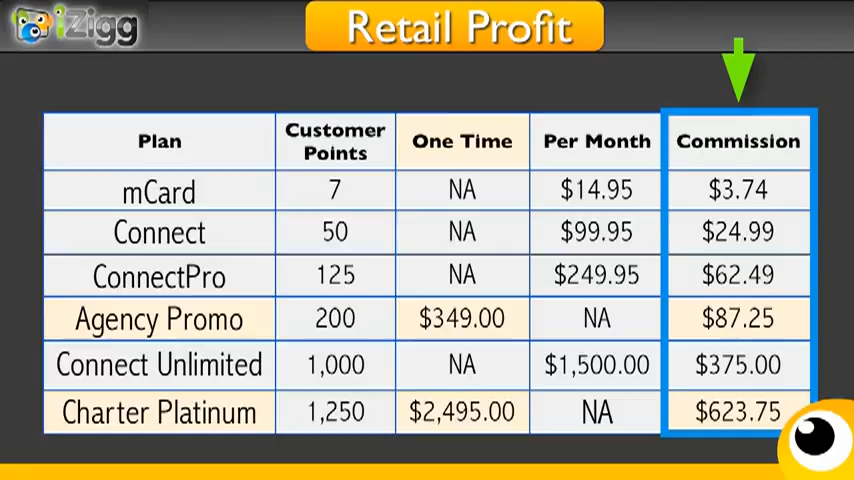 iZigg
Retail Profit
Plan Customer Points One Time Per Month Commission
mCard 7 NA $14.95 $3.74
Connect 50 NA $99.95 $24.99
ConnectPro 125 NA $249.95 $62.49
Agency Promo 200 $349.00 NA $87.25
Connect Unlimited 1,000 NA $1,500.00 $375.00
Charter Platinum 1,250 $2,495.00 NA $623.75